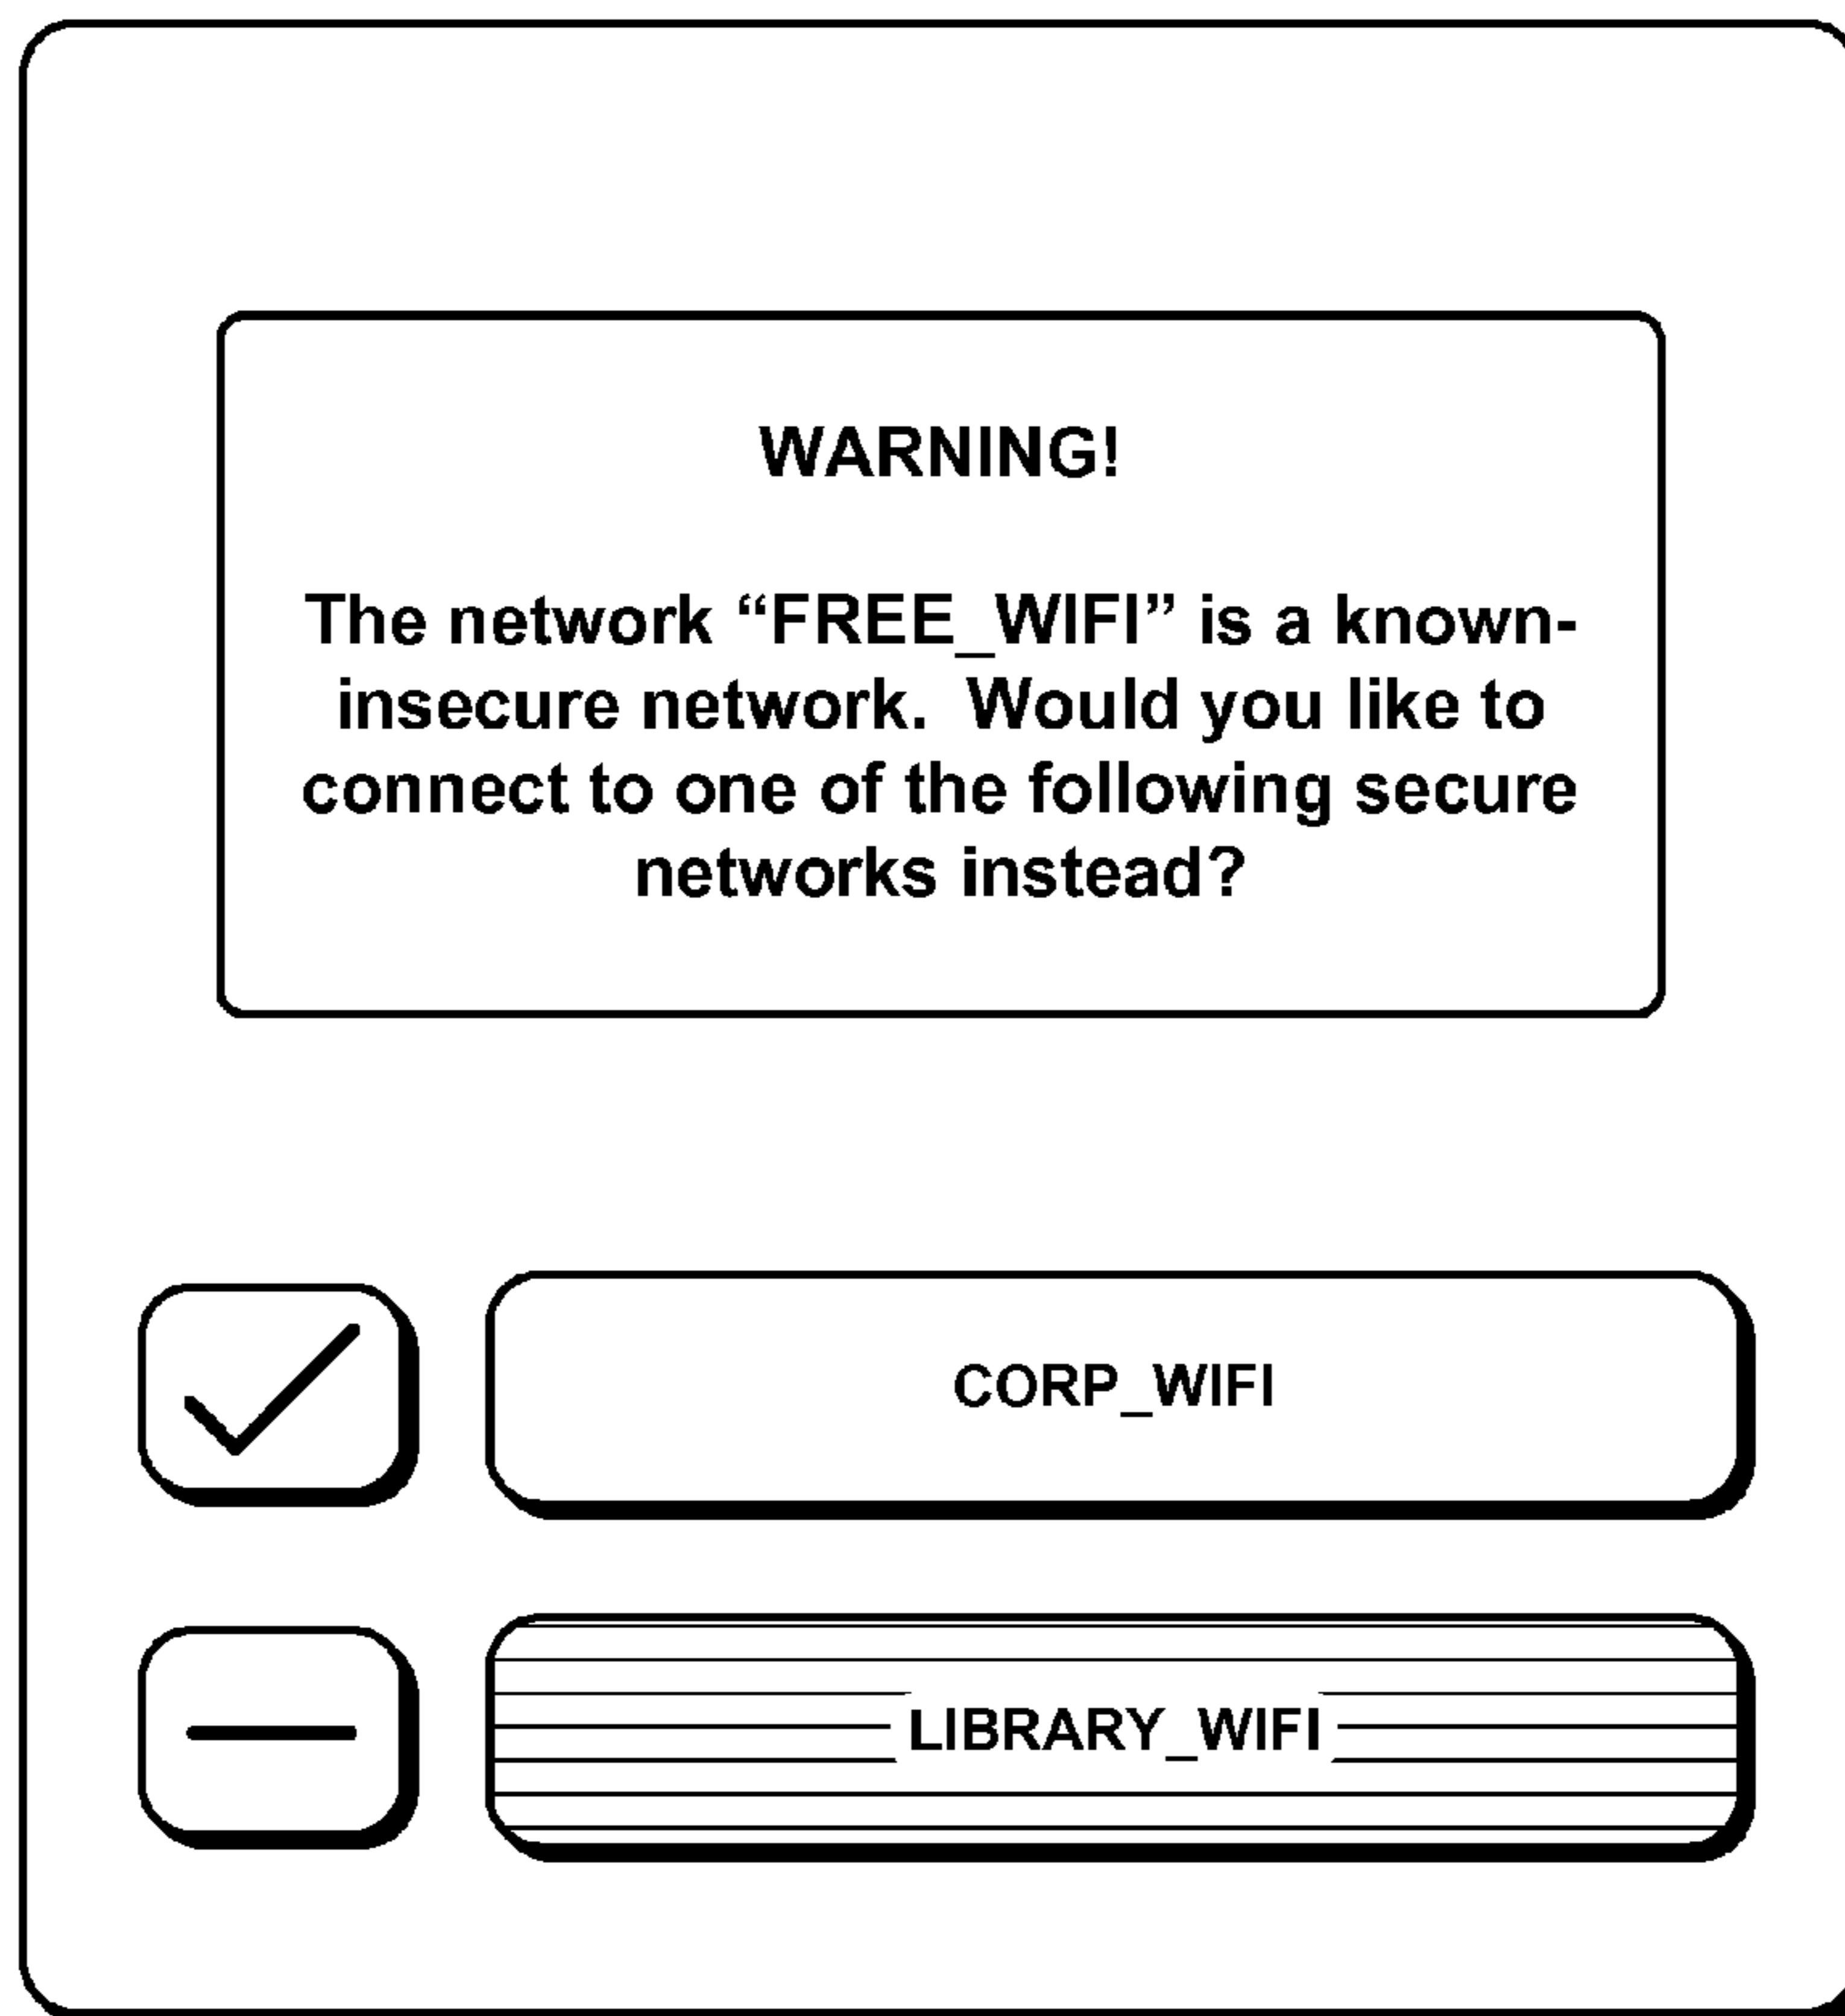 WARNING!
The network “FREE_WIFI” is a known-
insecure network.  Would you like to
connect to one of the following secure
networks instead?
CORP_WIFI
LIBRARY_WIFI